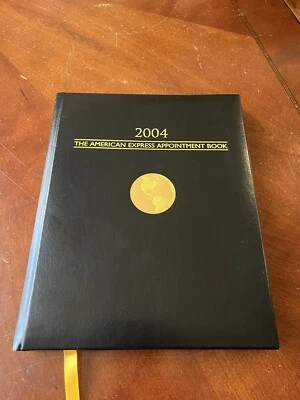 2004
THE AMERICAN EXPRESS APPOINTMENT BOOK